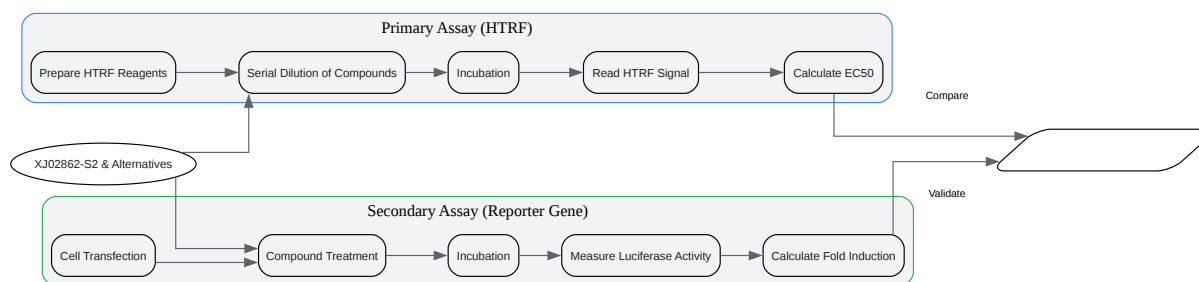 Primary Assay (HTRF)
Prepare HTRF Reagents
Serial Dilution of Compounds
Incubation
Read HTRF Signal
Calculate EC50
Compare
XJ02862-S2 & Alternatives
Validate
Secondary Assay (Reporter Gene)
Cell Transfection
Compound Treatment
Incubation
Measure Luciferase Activity
Calculate Fold Induction